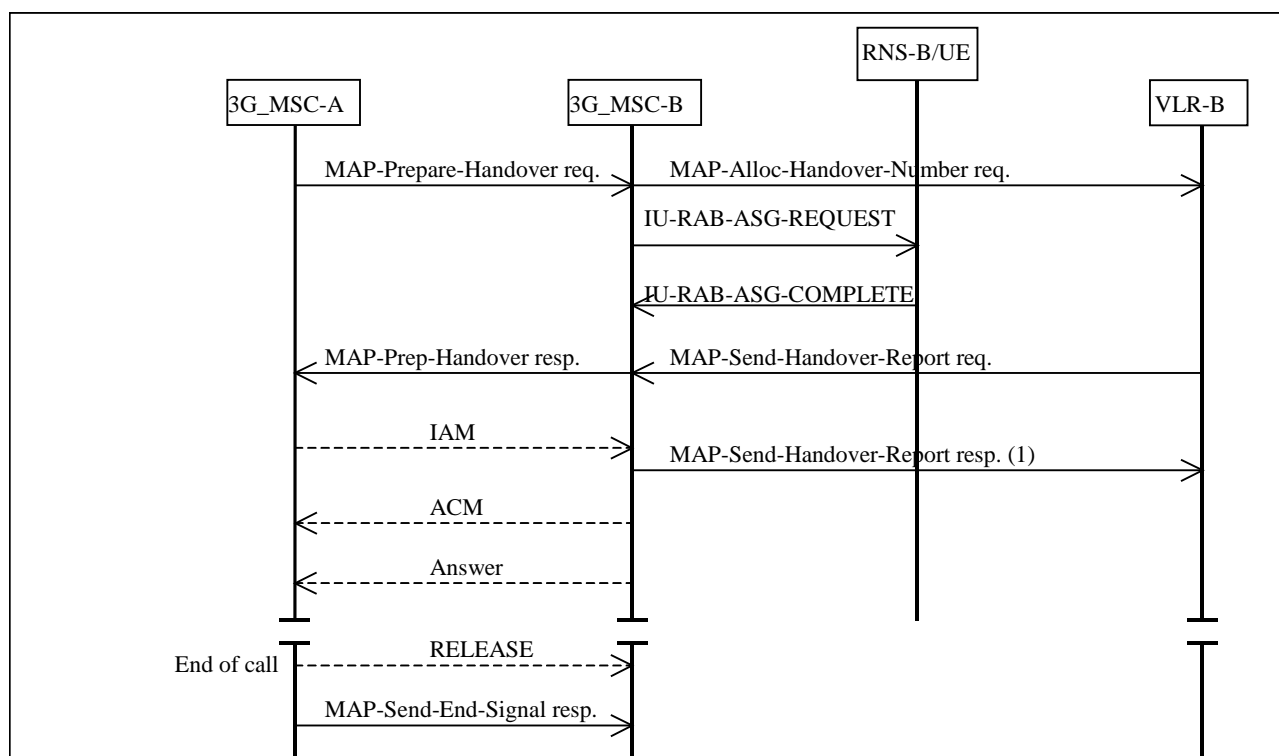 RNS-B/UE
3G_MSC-A
3G_MSC-B
VLR-B
MAP-Prepare-Handover req.
MAP-Alloc-Handover-Number req.
IU-RAB-ASG-REQUEST
IU-RAB-ASG-COMPLETE
MAP-Prep-Handover resp.
MAP-Send-Handover-Report req.
IAM
MAP-Send-Handover-Report resp. (1)
ACM
Answer
RELEASE
End of call
MAP-Send-End-Signal resp.